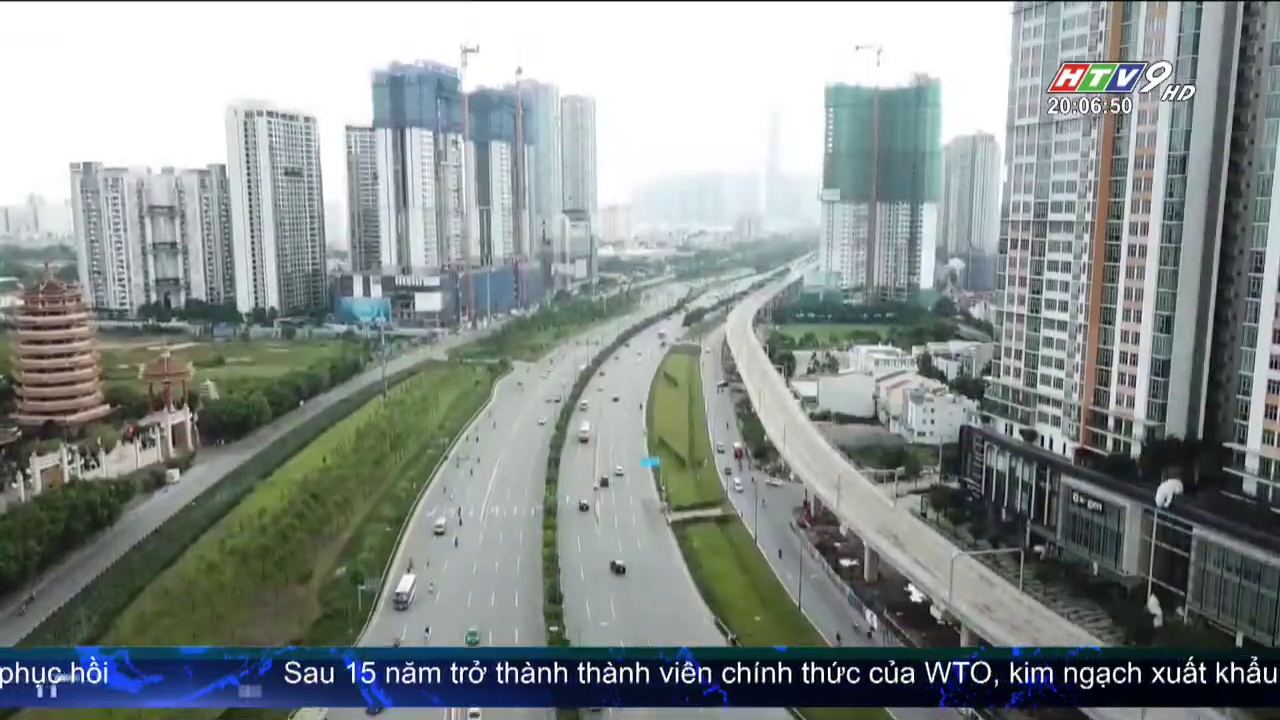 HTV9 HD
20:06:50
phục hồi Sau 15 năm trở thành thành viên chính thức của WTO, kim ngạch xuất khẩu